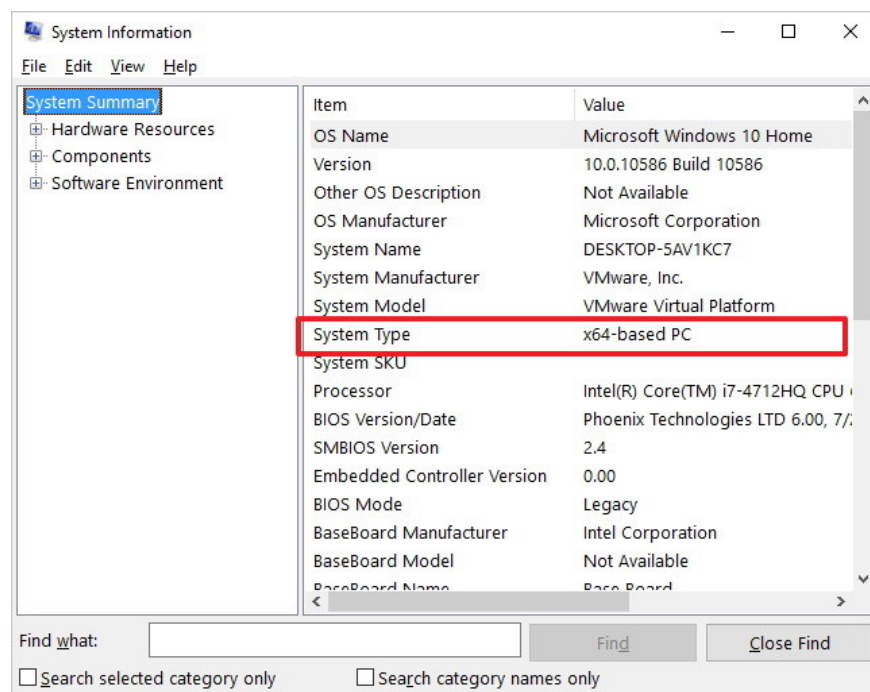 System Information
File Edit View Help
System Summary
Hardware Resources
Components
Software Environment
Item Value
OS Name Microsoft Windows 10 Home
Version 10.0.10586 Build 10586
Other OS Description Not Available
OS Manufacturer Microsoft Corporation
System Name DESKTOP-5AV1KC7
System Manufacturer VMware, Inc.
System Model VMware Virtual Platform
System Type x64-based PC
System SKU
Processor Intel(R) Core(TM) i7-4712HQ CPU
BIOS Version/Date Phoenix Technologies LTD 6.00, 7/
SMBIOS Version 2.4
Embedded Controller Version 0.00
BIOS Mode Legacy
BaseBoard Manufacturer Intel Corporation
BaseBoard Model Not Available
BaseBoard Name Base Board
Find what: Find Close Find
Search selected category only Search category names only